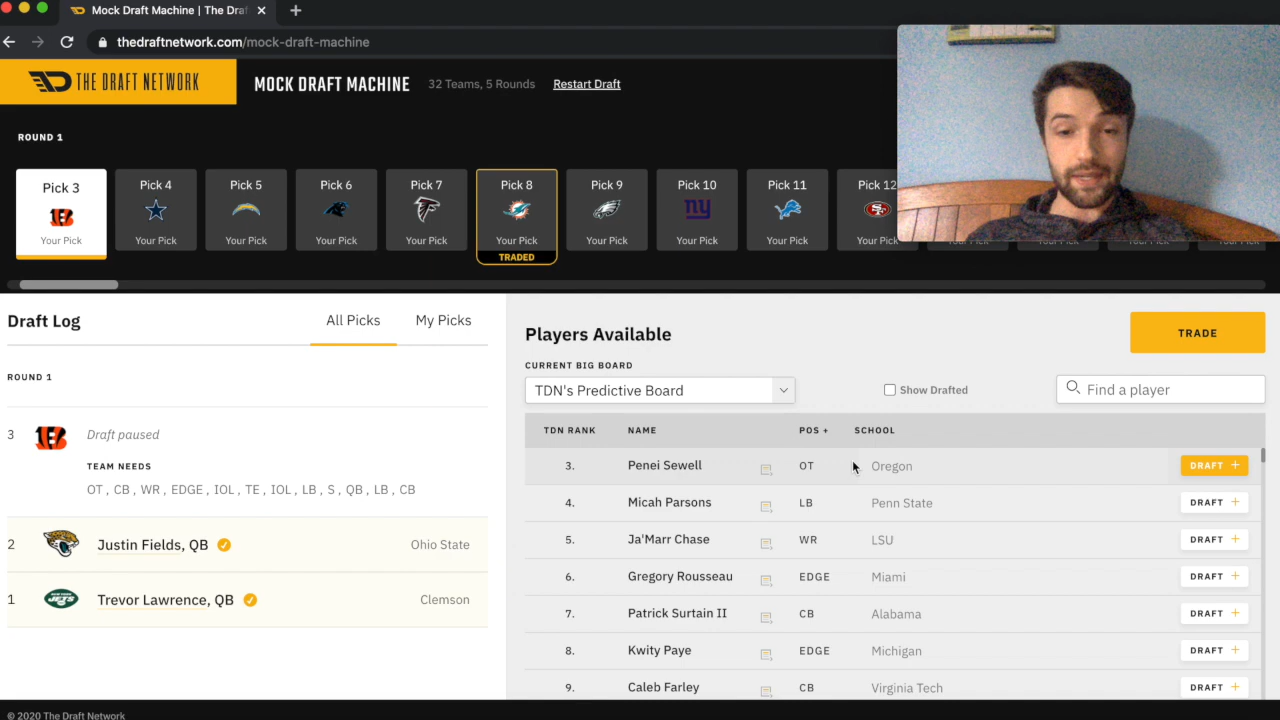 Mock Draft Machine | The Dra
thedraftnetwork.com/mock-draft-machine
THE DRAFT NETWORK
MOCK DRAFT MACHINE
32 Teams, 5 Rounds
Restart Draft
ROUND 1
Pick 3
Pick 4
Pick 5
Pick 6
Pick 7
Pick 8
Pick 9
Pick 10
Pick 11
Pick 12
ny
49
Your Pick
Your Pick
Your Pick
Your Pick
Your Pick
Your Pick
Your Pick
Your Pick
Your Pick
TRADED
Draft Log
All Picks
My Picks
ROUND 1
3
Draft paused
TEAM NEEDS
OT , CB , WR , EDGE , IOL , TE , IOL , LB , S , QB , LB , CB
2
Justin Fields, QB
Ohio State
1
JETS
Trevor Lawrence, QB
Clemson
Players Available
TRADE
CURRENT BIG BOARD
TDN's Predictive Board
Show Drafted
Find a player
TDN RANK NAME POS + SCHOOL
3. Penei Sewell OT Oregon DRAFT +
4. Micah Parsons LB Penn State DRAFT +
5. Ja'Marr Chase WR LSU DRAFT +
6. Gregory Rousseau EDGE Miami DRAFT +
7. Patrick Surtain II CB Alabama DRAFT +
8. Kwity Paye EDGE Michigan DRAFT +
9. Caleb Farley CB Virginia Tech DRAFT +
© 2020 The Draft Network